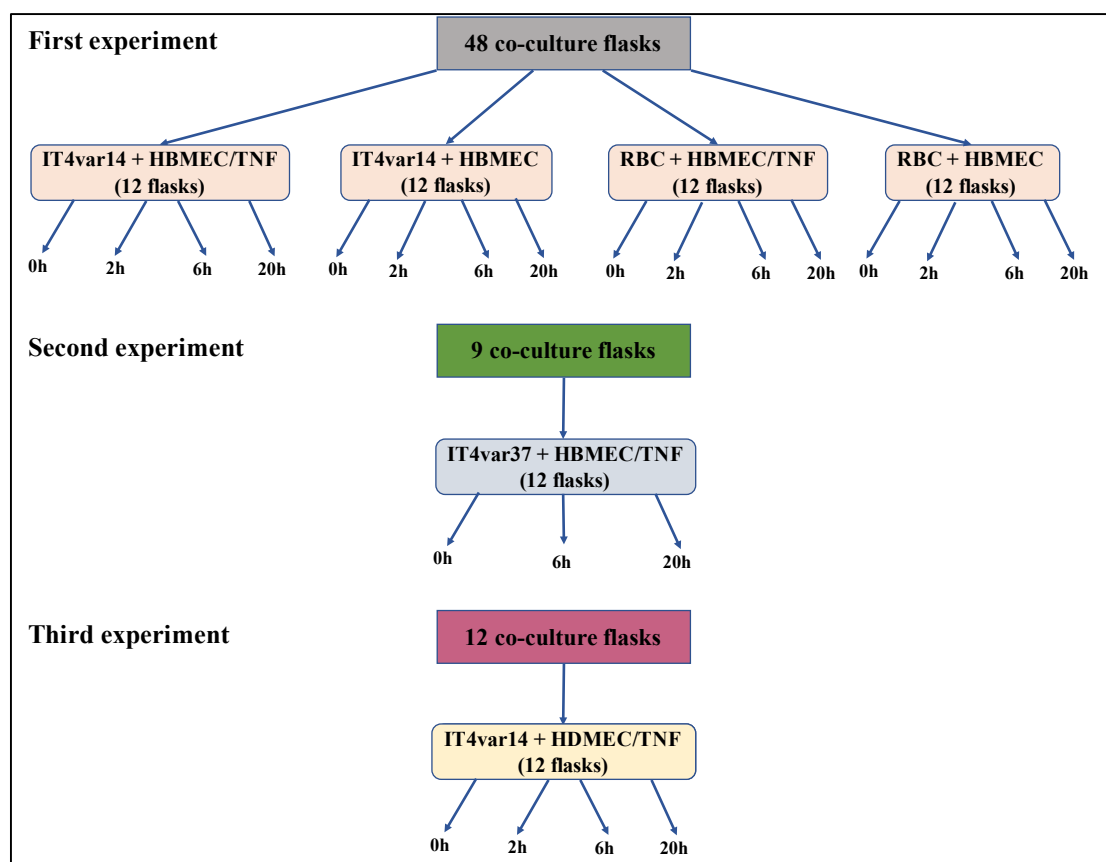 First experiment
48 co-culture flasks
IT4var14 + HBMEC/TNF
(12 flasks)
IT4var14 + HBMEC
(12 flasks)
RBC + HBMEC/TNF
(12 flasks)
RBC + HBMEC
(12 flasks)
0h 2h 6h 20h
0h 2h 6h 20h
0h 2h 6h 20h
0h 2h 6h 20h
Second experiment
9 co-culture flasks
IT4var37 + HBMEC/TNF
(12 flasks)
0h 6h 20h
Third experiment
12 co-culture flasks
IT4var14 + HDMEC/TNF
(12 flasks)
0h 2h 6h 20h